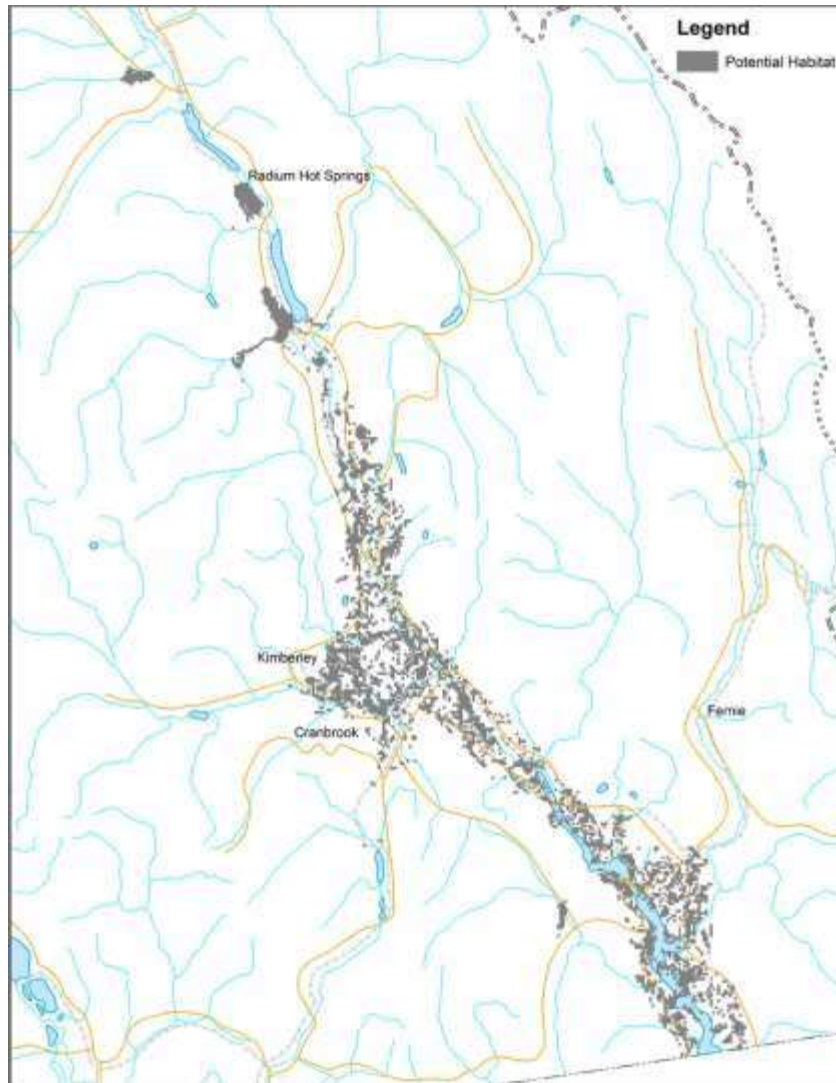 Legend
Potential Habitat
Radium Hot Springs
Kimberley
Cranbrook
Fernie